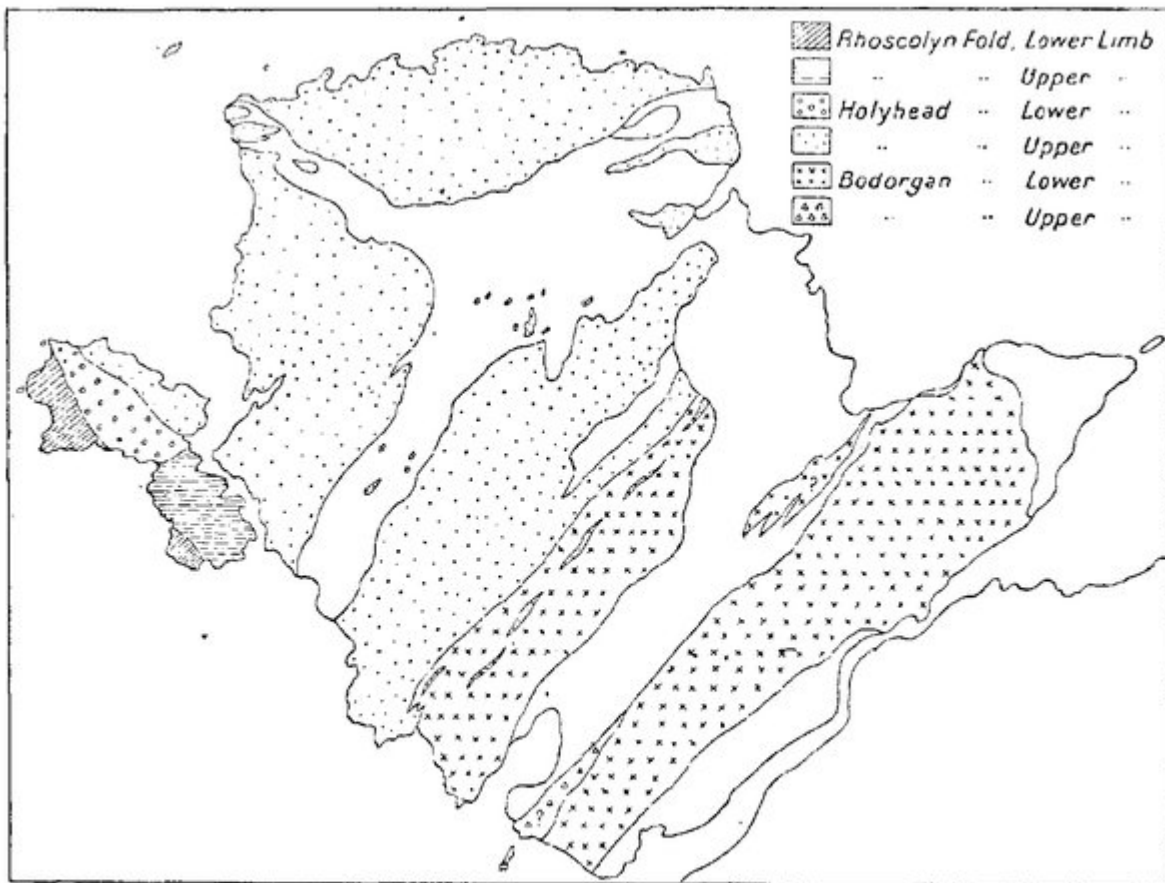 Rhoscolyn Fold, Lower Limb
" " Upper "
Holyhead " Lower "
" " Upper "
Bodorgan " Lower "
" " Upper "
?
?